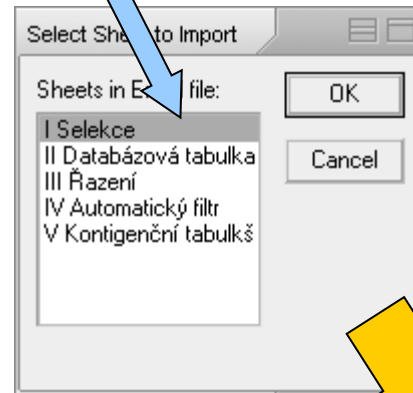 Select Sheet to Import
Sheets in E file:
OK
I Selekce
II Databázová tabulka
Cancel
III Řazení
IV Automatický filtr
V Kontigenční tabulkš